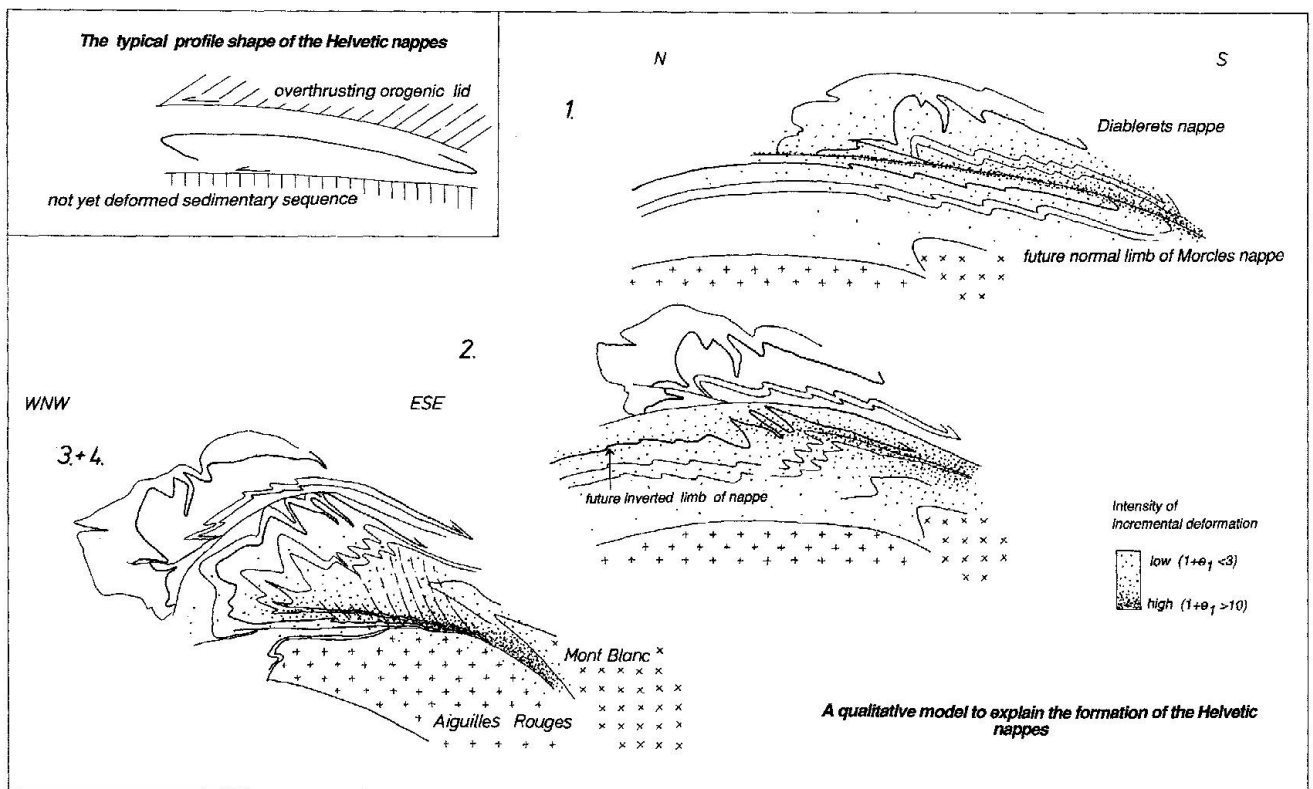 The typical profile shape of the Helvetic nappes
overthrusting orogenic lid
not yet deformed sedimentary sequence
N
S
1.
Diablerets nappe
future normal limb of Morcles nappe
2.
WNW
ESE
3.+4.
future inverted limb of nappe
Intensity of
incremental deformation
low (1+e1 <3)
high (1+e1 >10)
Mont Blanc
Aiguilles Rouges
A qualitative model to explain the formation of the Helvetic
nappes